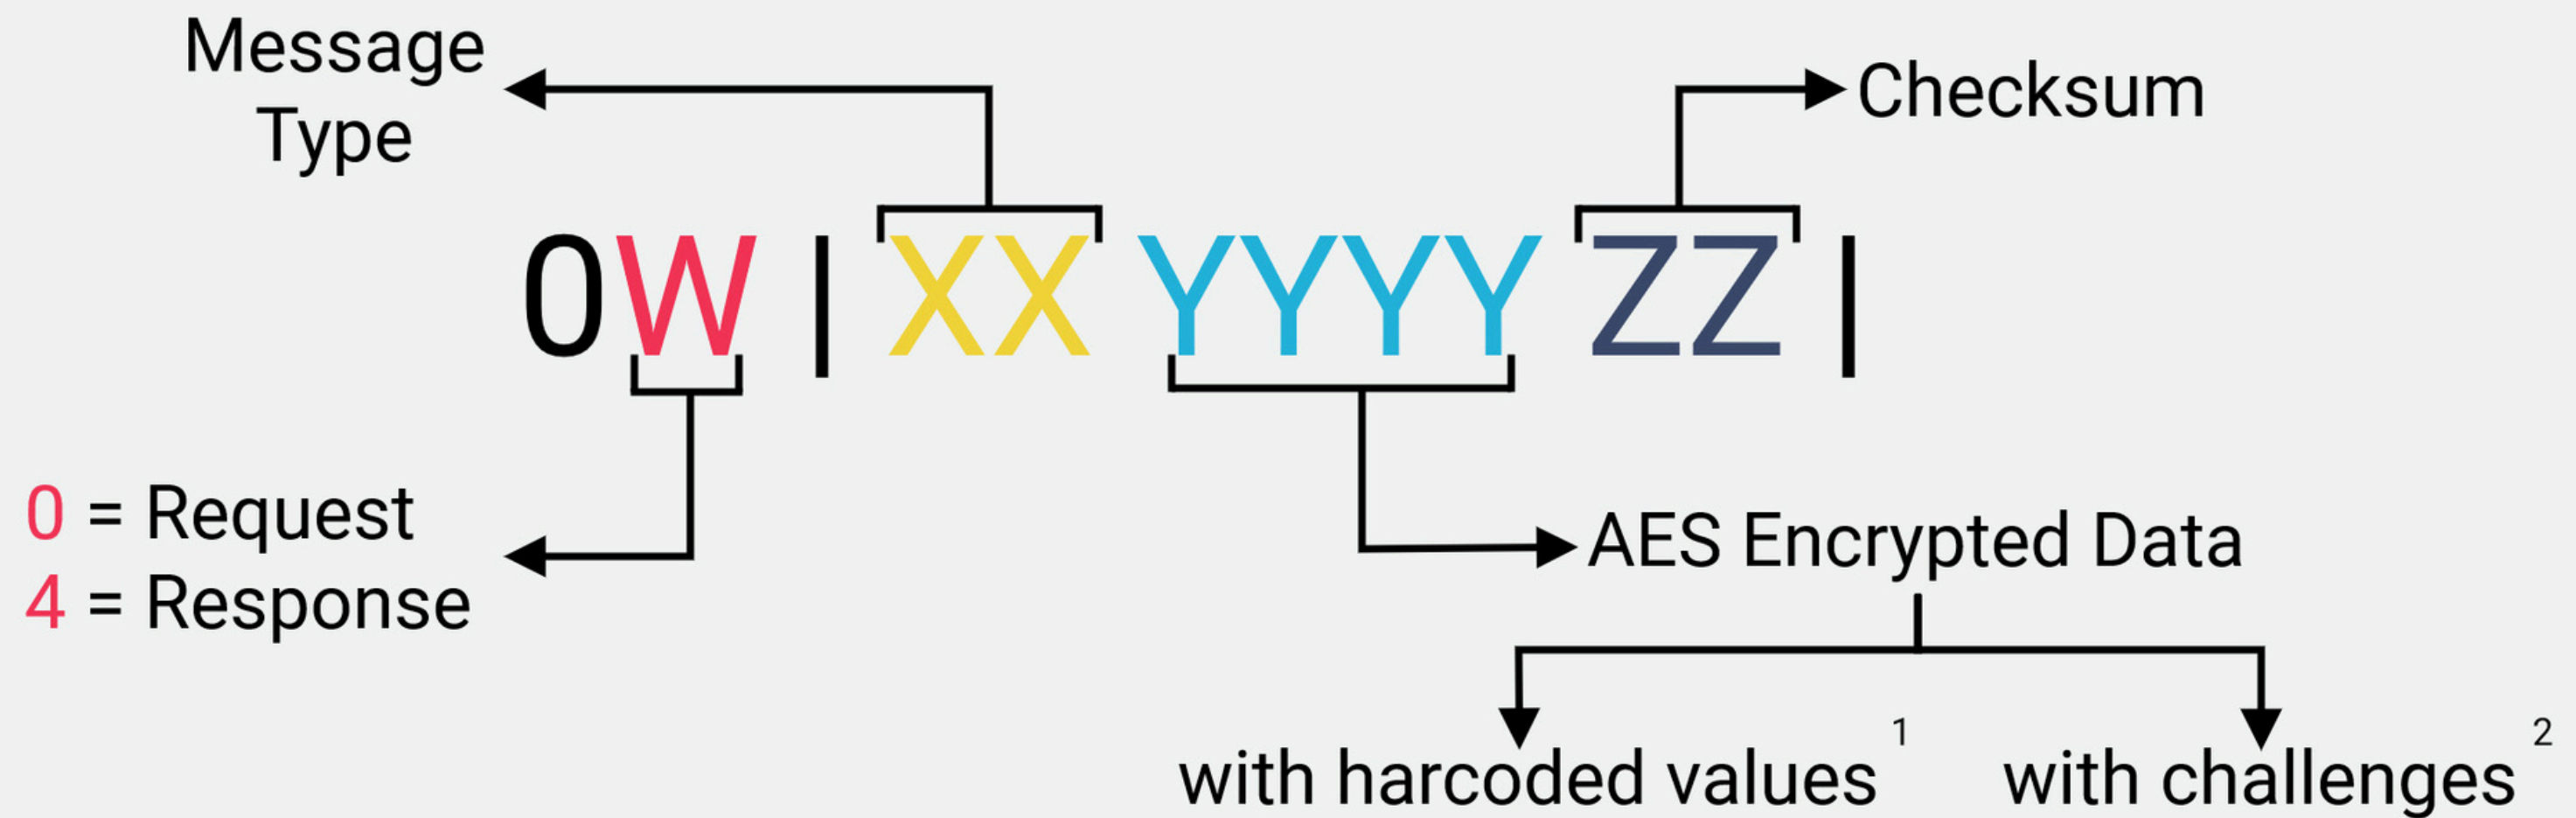 Message
Type
Checksum
0W | XX YYYY ZZ |
0 = Request
4 = Response
AES Encrypted Data
with harcoded values 1
with challenges 2